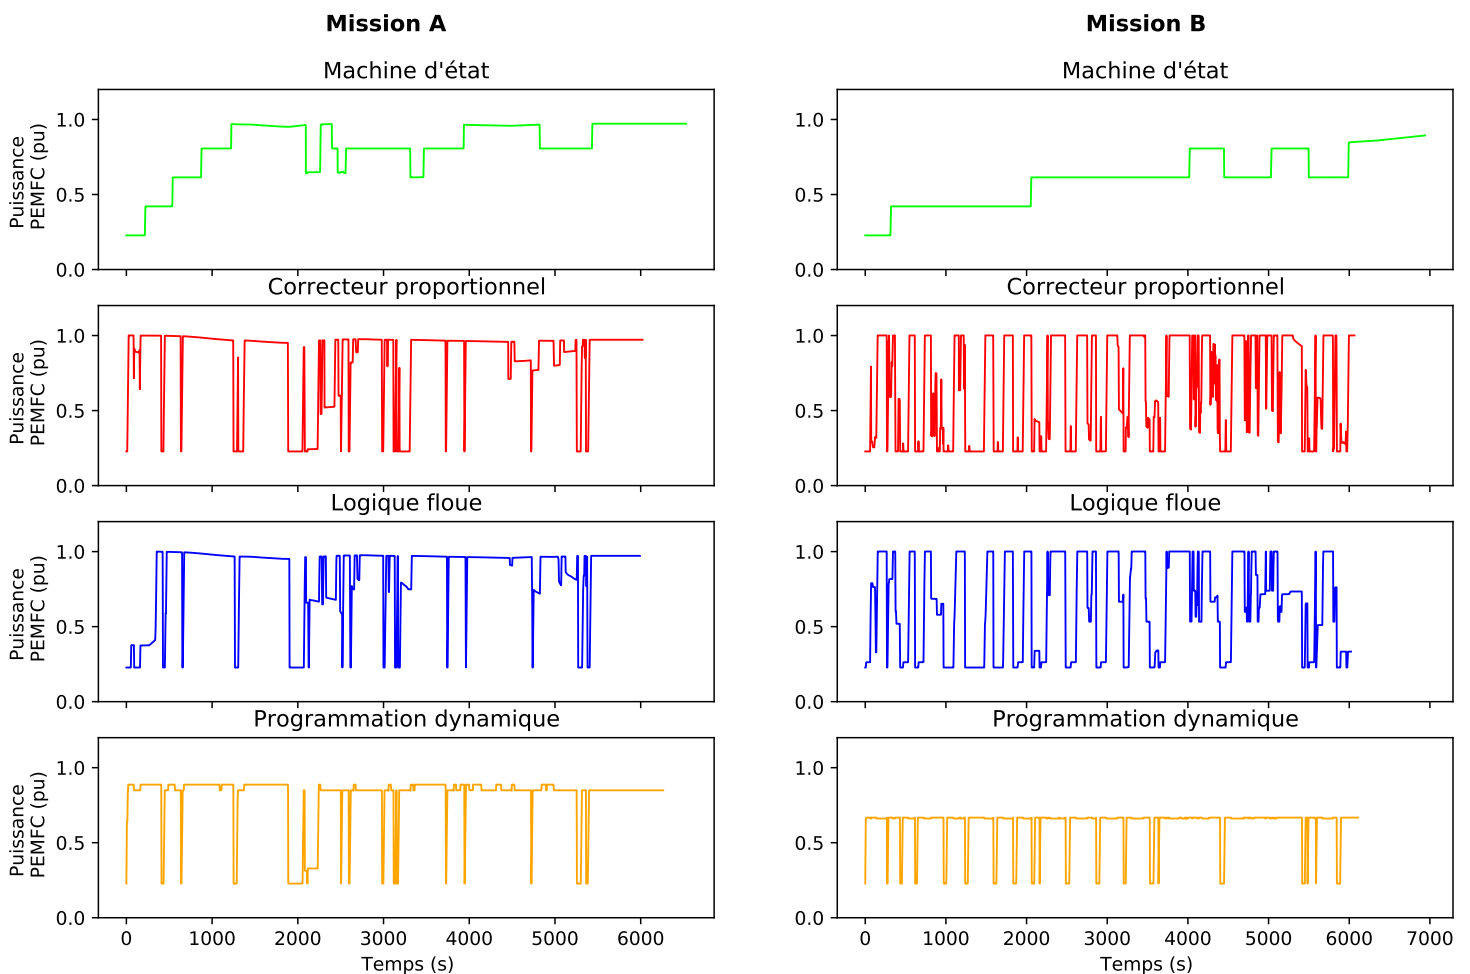 Mission A
Mission B
Machine d'état
Machine d'état
Puissance
PEMFC (pu)
1.0
0.5
0.0
1.0
0.5
0.0
Correcteur proportionnel
Correcteur proportionnel
Puissance
PEMFC (pu)
1.0
0.5
0.0
1.0
0.5
0.0
Logique floue
Logique floue
Puissance
PEMFC (pu)
1.0
0.5
0.0
1.0
0.5
0.0
Programmation dynamique
Programmation dynamique
Puissance
PEMFC (pu)
1.0
0.5
0.0
1.0
0.5
0.0
0 1000 2000 3000 4000 5000 6000
0 1000 2000 3000 4000 5000 6000 7000
Temps (s)
Temps (s)